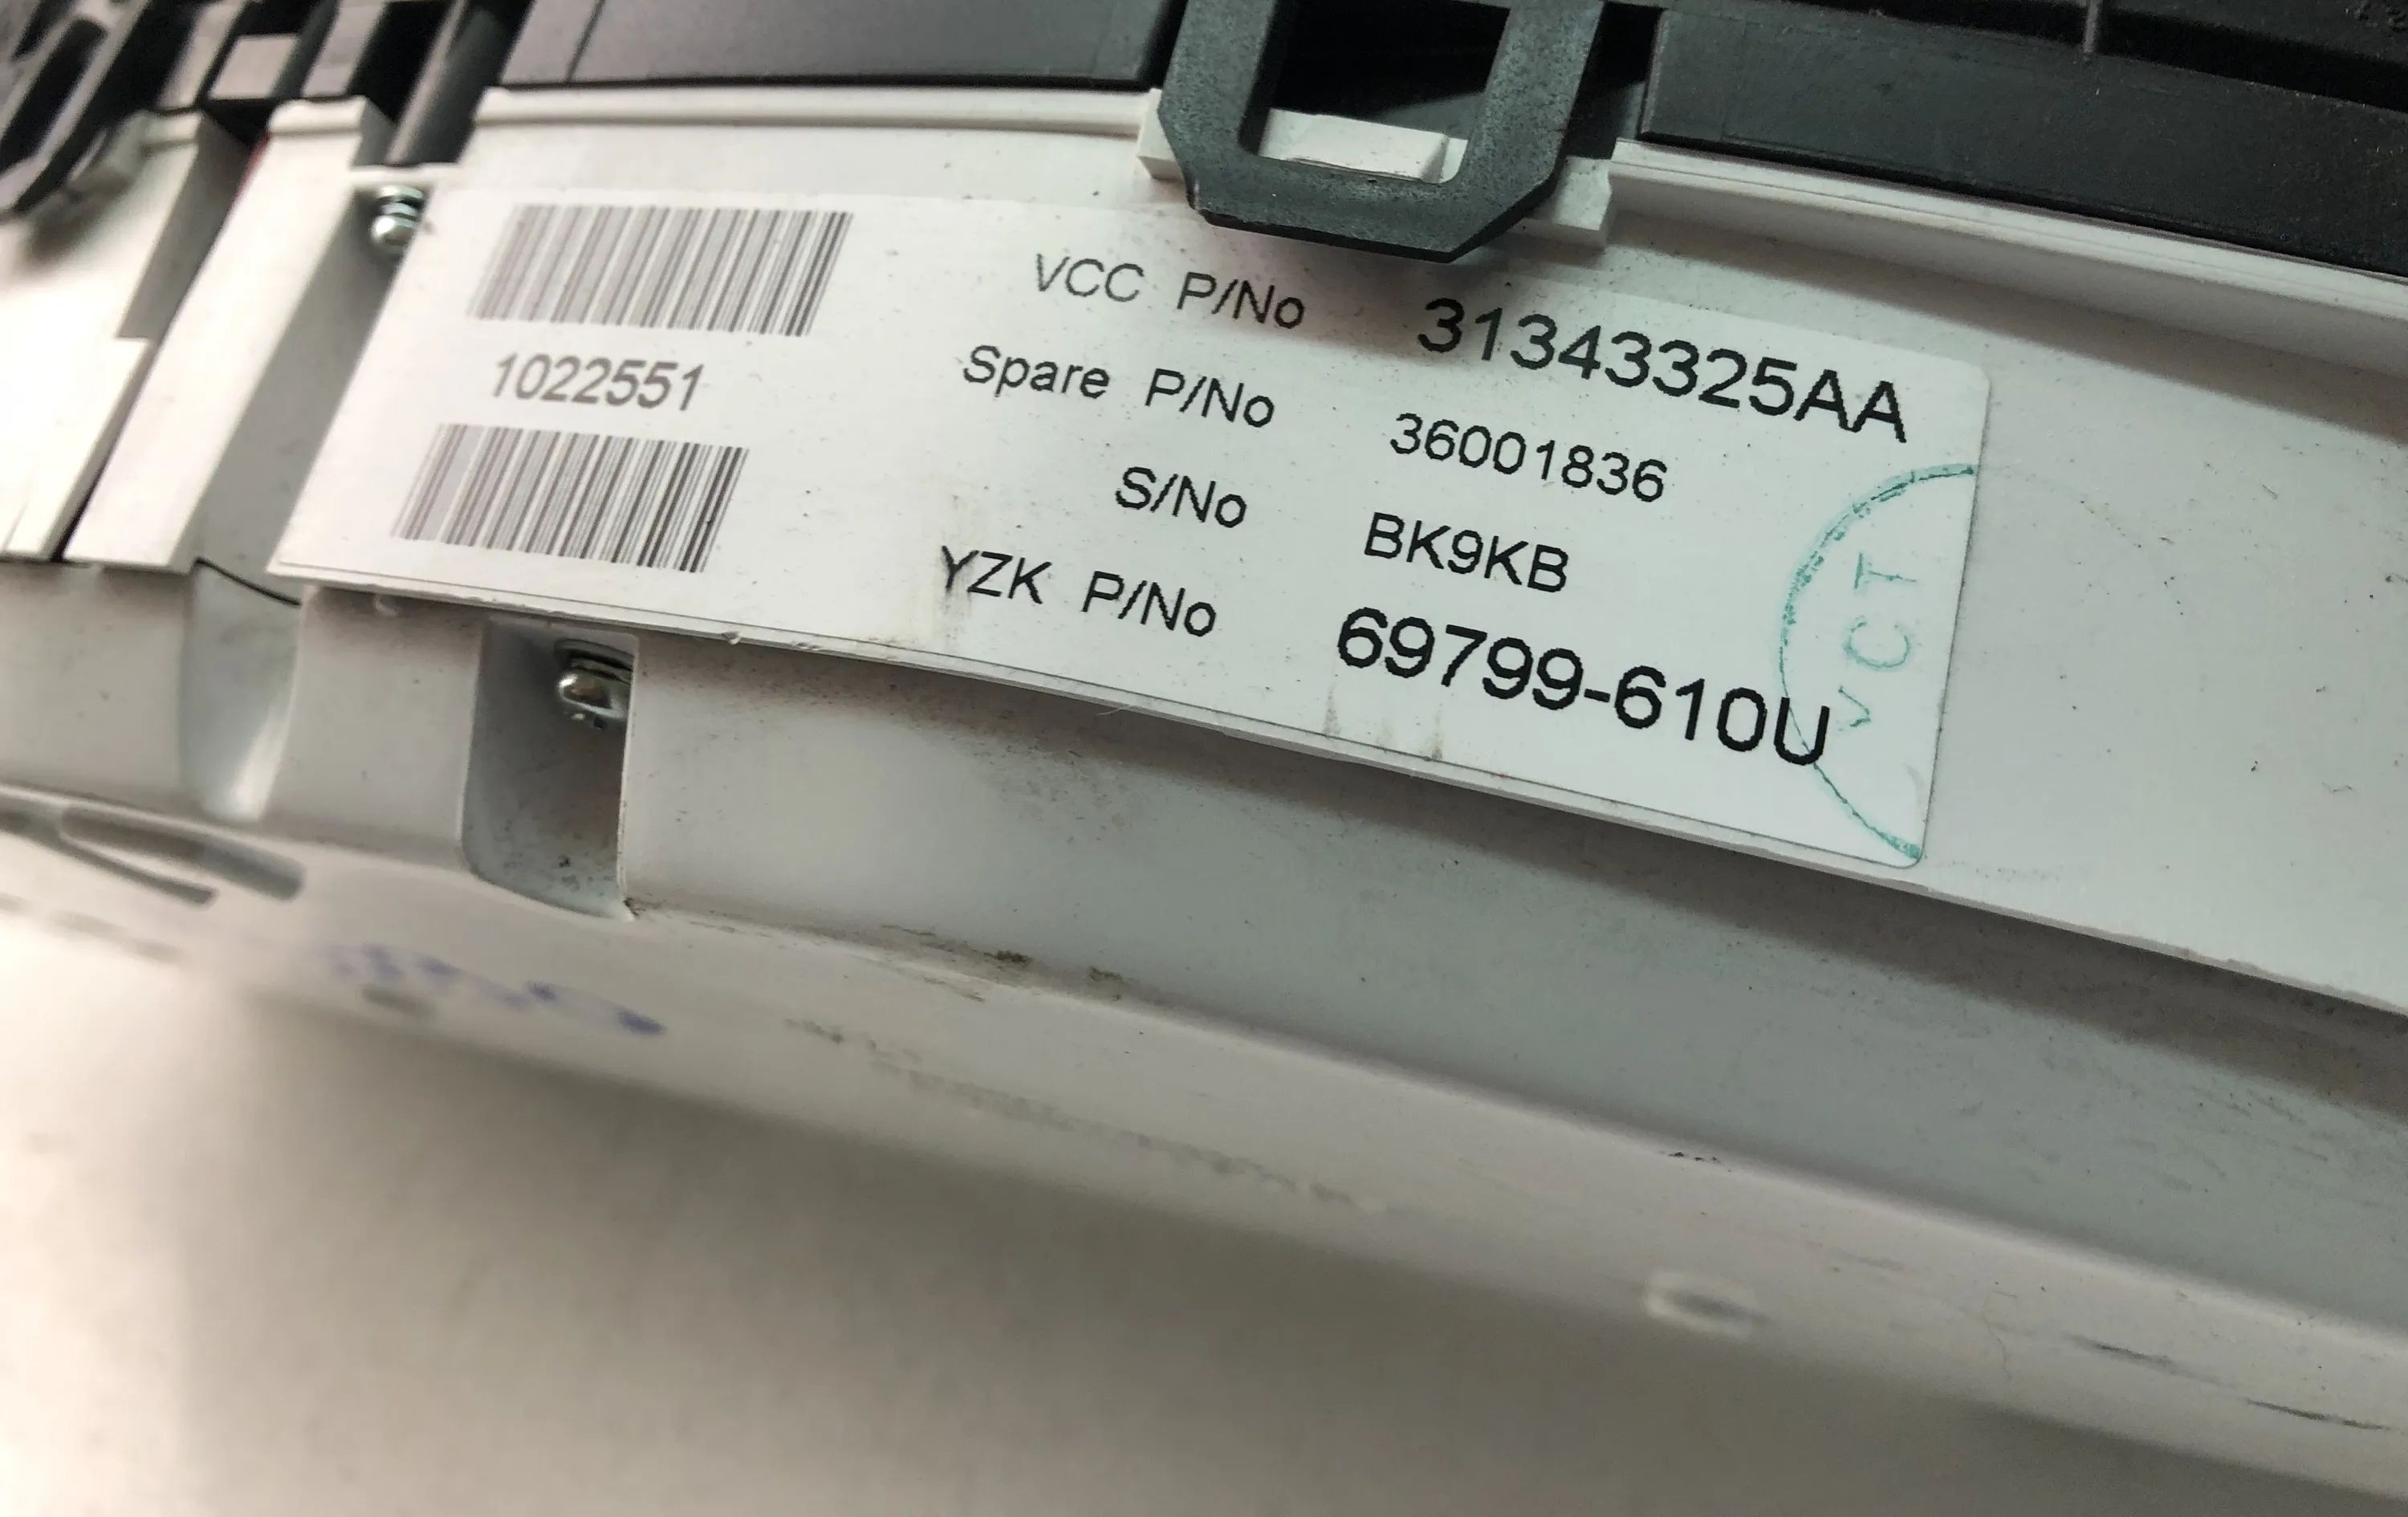 1022551
VCC P/No 31343325AA
Spare P/No 36001836
S/No BK9KB
YZK P/No 69799-610U
VCT